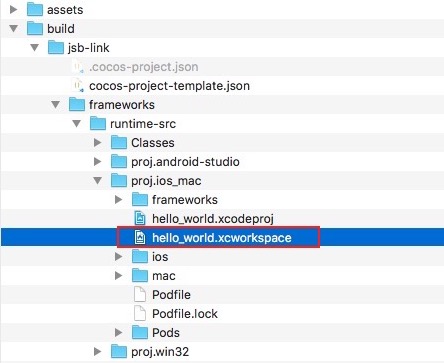 assets
build
jsb-link
.cocos-project.json
cocos-project-template.json
frameworks
runtime-src
Classes
proj.android-studio
proj.ios_mac
frameworks
hello_world.xcodeproj
hello_world.xcworkspace
ios
mac
Podfile
Podfile.lock
Pods
proj.win32